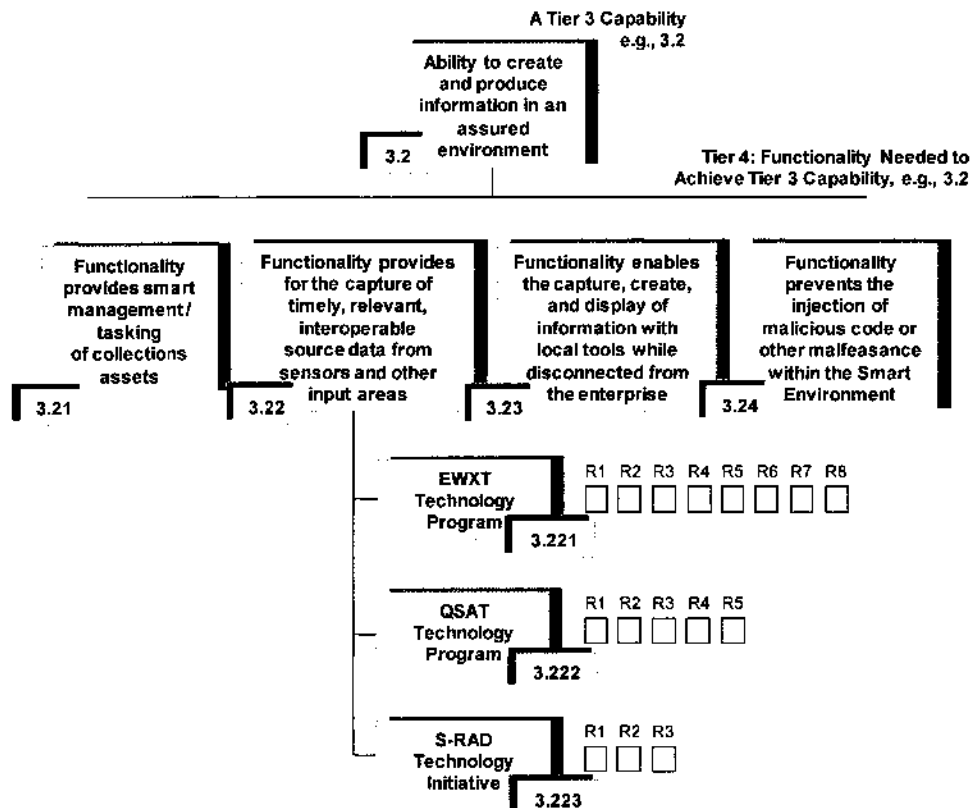 A Tier 3 Capability
e.g., 3.2
Ability to create
and produce
information in an
assured
environment
3.2
Tier 4: Functionality Needed to
Achieve Tier 3 Capability, e.g., 3.2
Functionality
provides smart
management/
tasking
of collections
assets
3.21
Functionality provides
for the capture of
timely, relevant,
interoperable
source data from
sensors and other
input areas
3.22
Functionality enables
the capture, create,
and display of
information with
local tools while
disconnected from
the enterprise
3.23
Functionality
prevents the
injection of
malicious code or
other malfeasance
within the Smart
Environment
3.24
EWXT
Technology
Program
3.221
R1 R2 R3 R4 R5 R6 R7 R8
QSAT
Technology
Program
3.222
R1 R2 R3 R4 R5
S-RAD
Technology
Initiative
3.223
R1 R2 R3